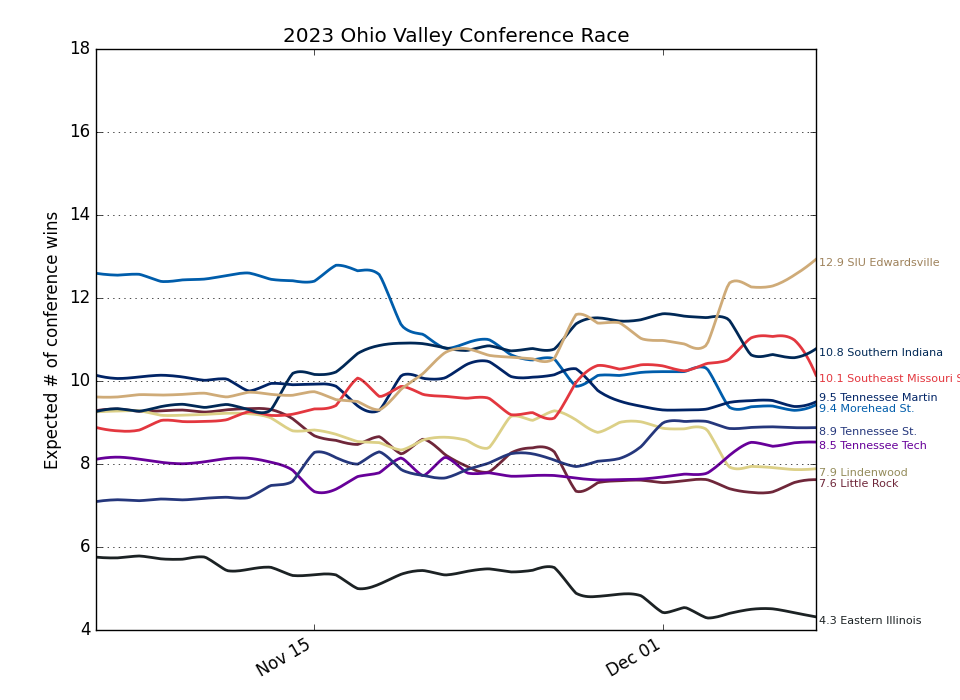 2023 Ohio Valley Conference Race
Expected # of conference wins
18
16
14
12
10
8
6
4
Nov 15
Dec 01
12.9 SIU Edwardsville
10.8 Southern Indiana
10.1 Southeast Missouri S
9.5 Tennessee Martin
9.4 Morehead St.
8.9 Tennessee St.
8.5 Tennessee Tech
7.9 Lindenwood
7.6 Little Rock
4.3 Eastern Illinois